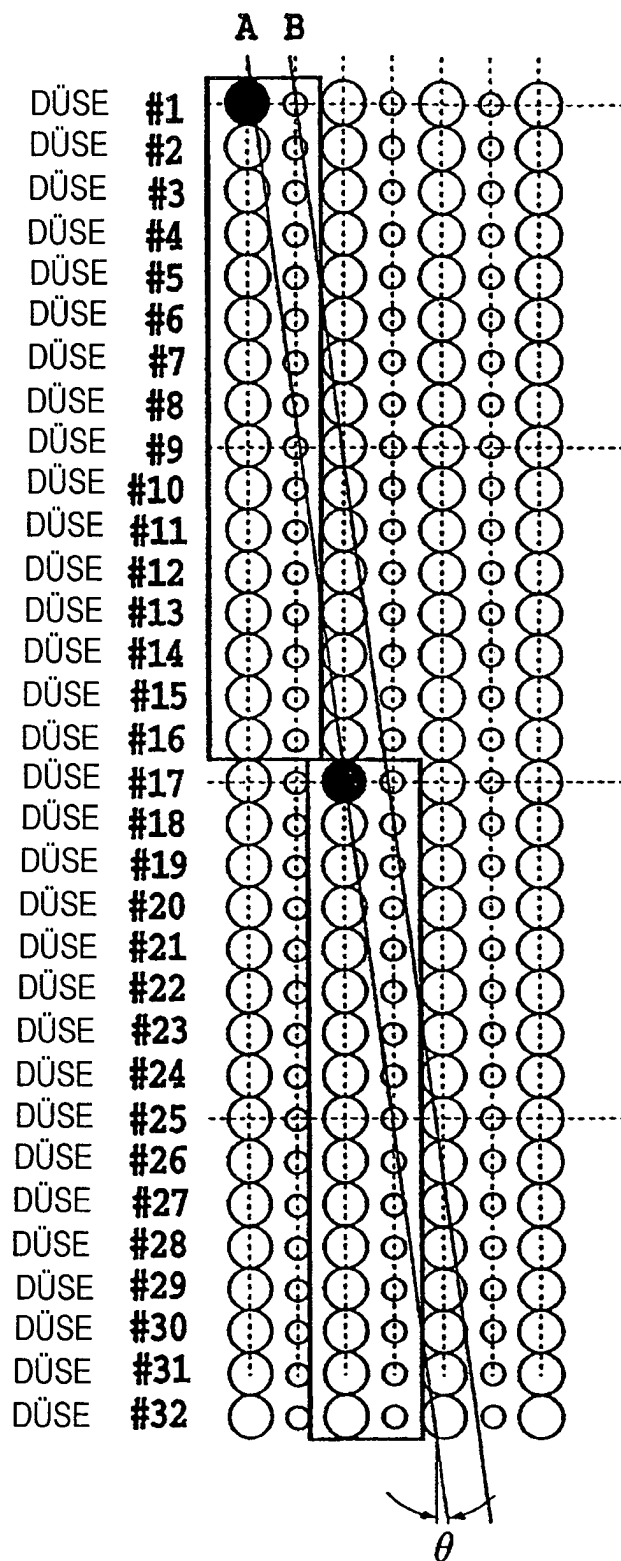 A B
DÜSE #1
DÜSE #2
DÜSE #3
DÜSE #4
DÜSE #5
DÜSE #6
DÜSE #7
DÜSE #8
DÜSE #9
DÜSE #10
DÜSE #11
DÜSE #12
DÜSE #13
DÜSE #14
DÜSE #15
DÜSE #16
DÜSE #17
DÜSE #18
DÜSE #19
DÜSE #20
DÜSE #21
DÜSE #22
DÜSE #23
DÜSE #24
DÜSE #25
DÜSE #26
DÜSE #27
DÜSE #28
DÜSE #29
DÜSE #30
DÜSE #31
DÜSE #32
θ